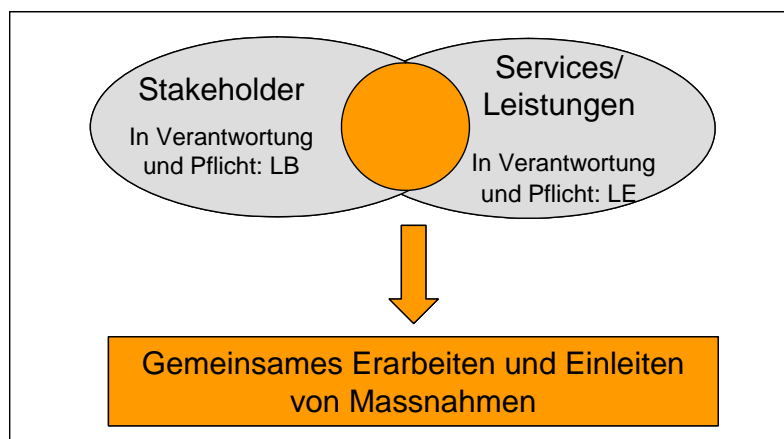 Stakeholder
In Verantwortung
und Pflicht: LB
Services/
Leistungen
In Verantwortung
und Pflicht: LE
Gemeinsames Erarbeiten und Einleiten
von Massnahmen